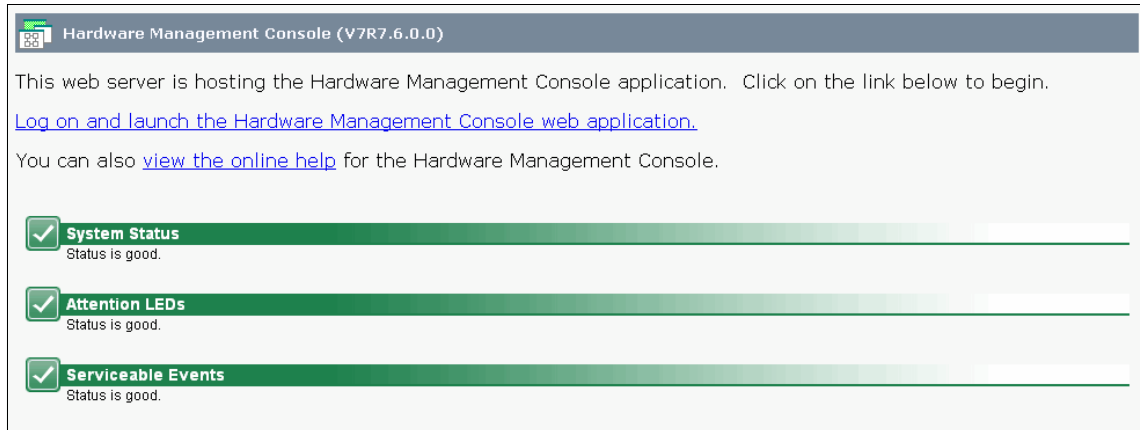 Hardware Management Console (V7R7.6.0.0)
This web server is hosting the Hardware Management Console application. Click on the link below to begin.
Log on and launch the Hardware Management Console web application.
You can also view the online help for the Hardware Management Console.
System Status
Status is good.
Attention LEDs
Status is good.
Serviceable Events
Status is good.